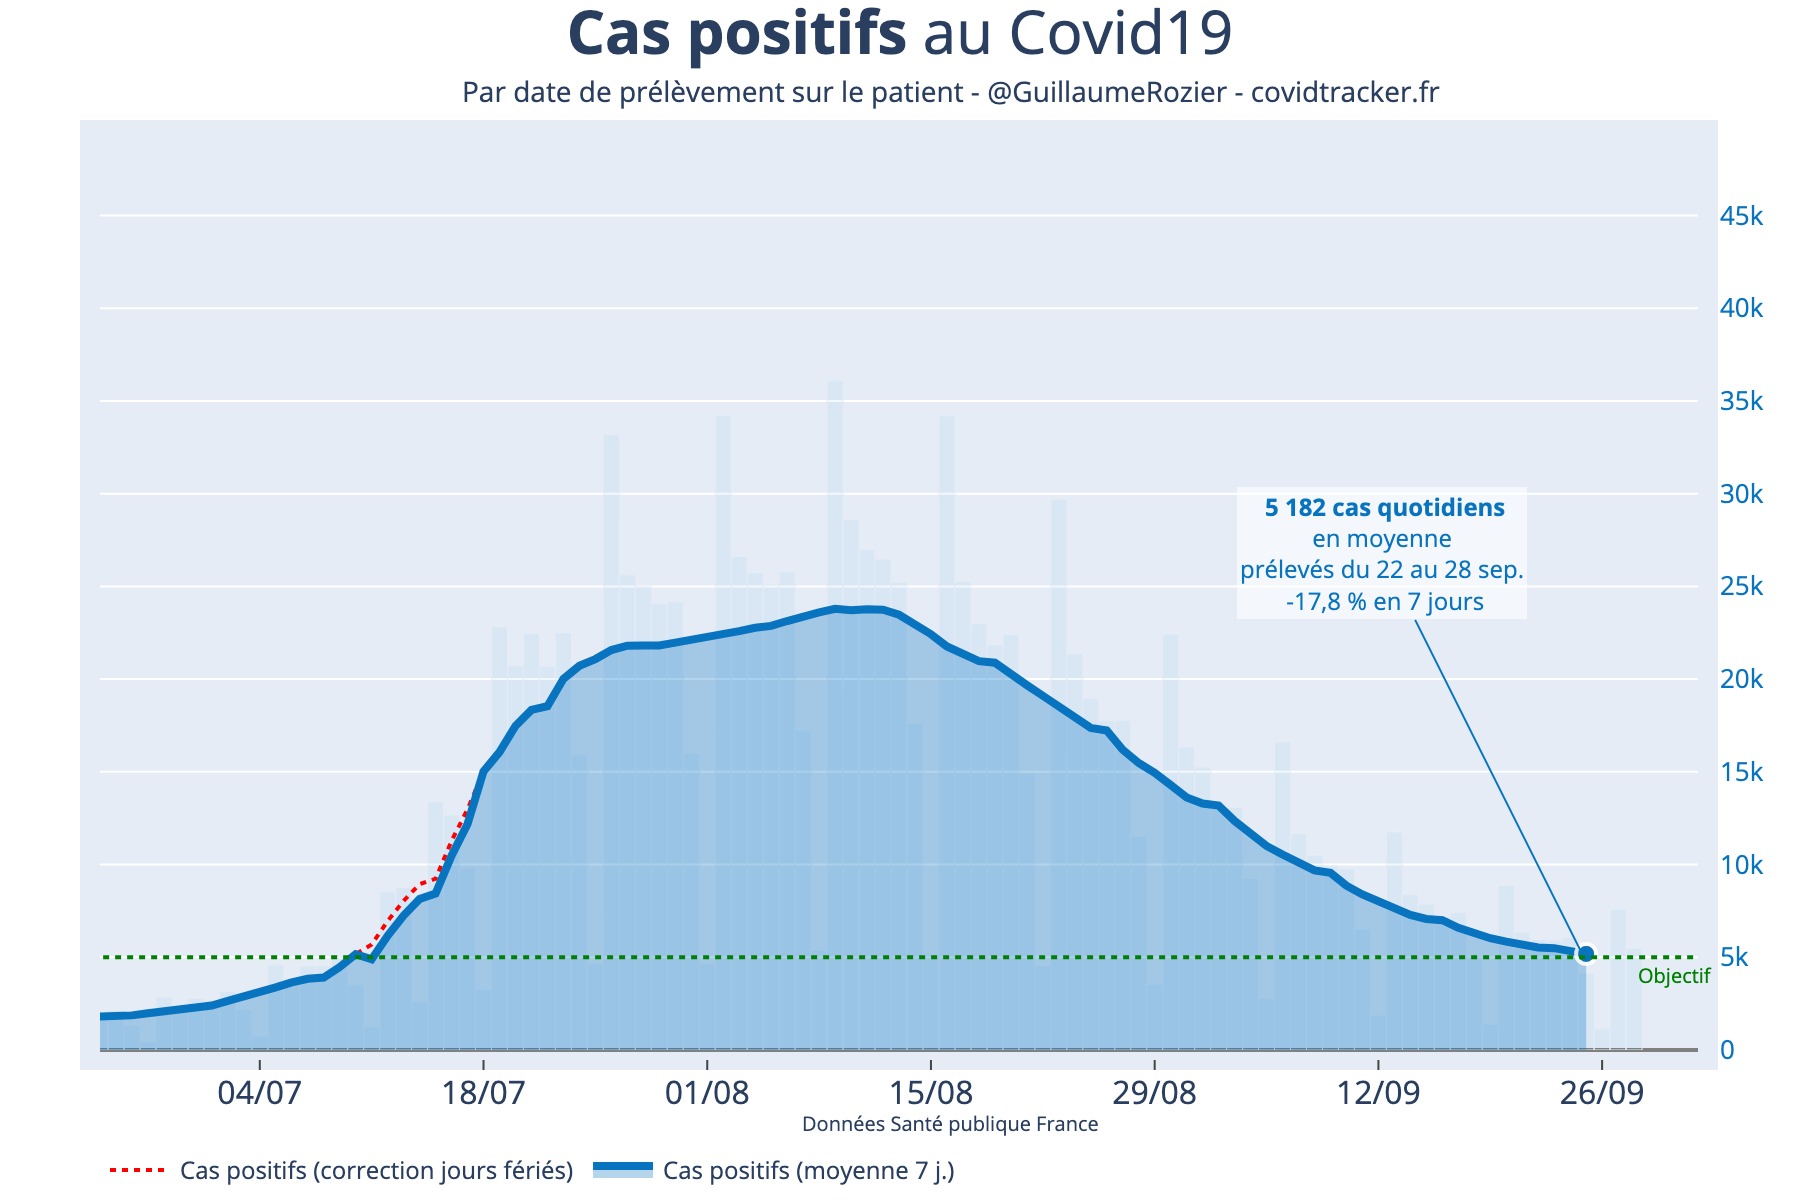 Cas positifs au Covid19
Par date de prélèvement sur le patient - @GuillaumeRozier - covidtracker.fr
45k
40k
35k
30k
5 182 cas quotidiens
en moyenne
prélevés du 22 au 28 sep.
-17,8 % en 7 jours
25k
20k
15k
10k
5k
Objectif
0
04/07 18/07 01/08 15/08 29/08 12/09 26/09
Données Santé publique France
Cas positifs (correction jours fériés) Cas positifs (moyenne 7 j.)